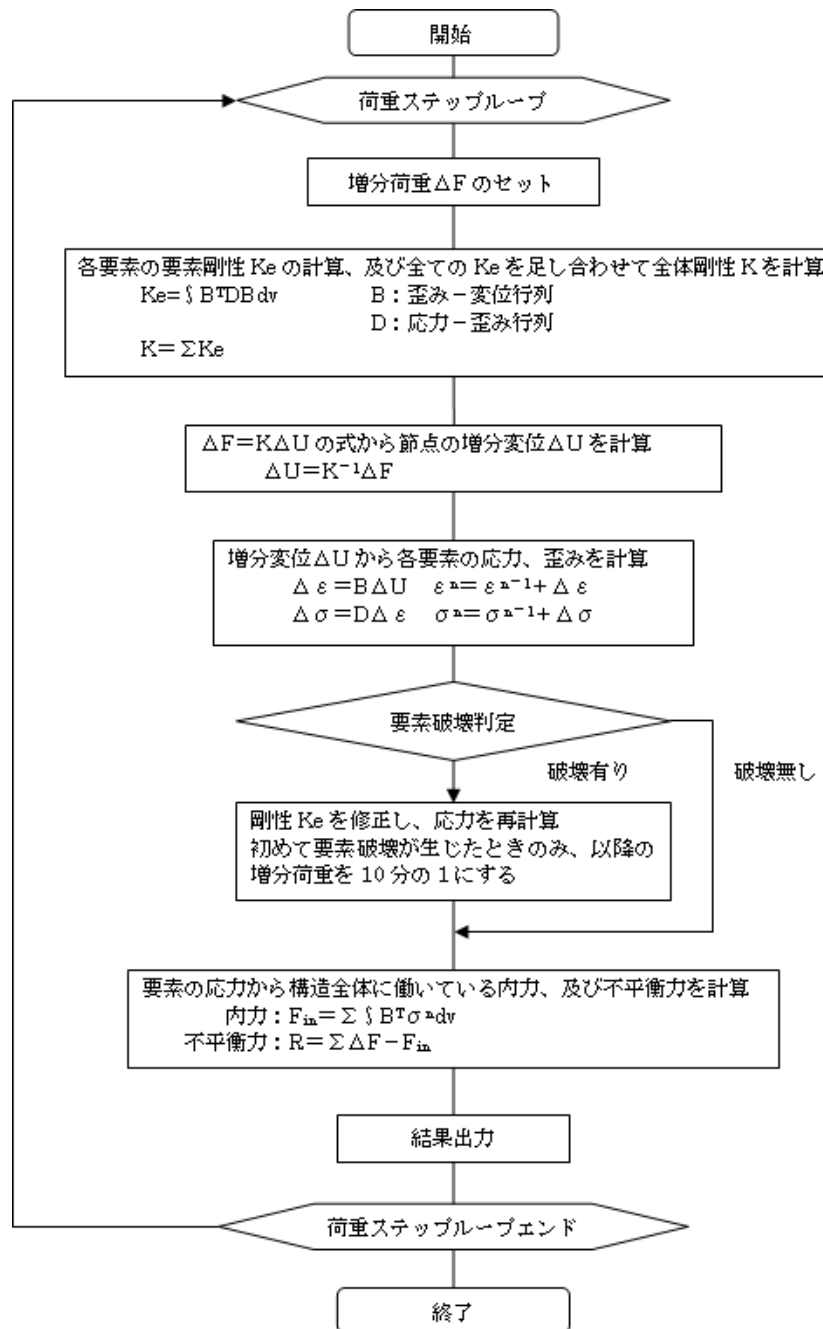 開始
荷重ステップループ
増分荷重ΔFのセット
各要素の要素剛性 Ke の計算、及び全ての Ke を足し合わせて全体剛性 K を計算
Ke=∫BᵀDBdv B:歪み-変位行列
D:応力-歪み行列
K=ΣKe
ΔF=KΔUの式から節点の増分変位ΔUを計算
ΔU=K⁻¹ΔF
増分変位ΔUから各要素の応力、歪みを計算
Δε=BΔU εⁿ=εⁿ⁻¹+Δε
Δσ=DΔε σⁿ=σⁿ⁻¹+Δσ
要素破壊判定
破壊有り 破壊無し
剛性 Ke を修正し、応力を再計算
初めて要素破壊が生じたときのみ、以降の
増分荷重を 10 分の 1 にする
要素の応力から構造全体に働いている内力、及び不平衡力を計算
内力:Fᵢₙ=Σ∫Bᵀσⁿdv
不平衡力:R=ΣΔF-Fᵢₙ
結果出力
荷重ステップループエンド
終了